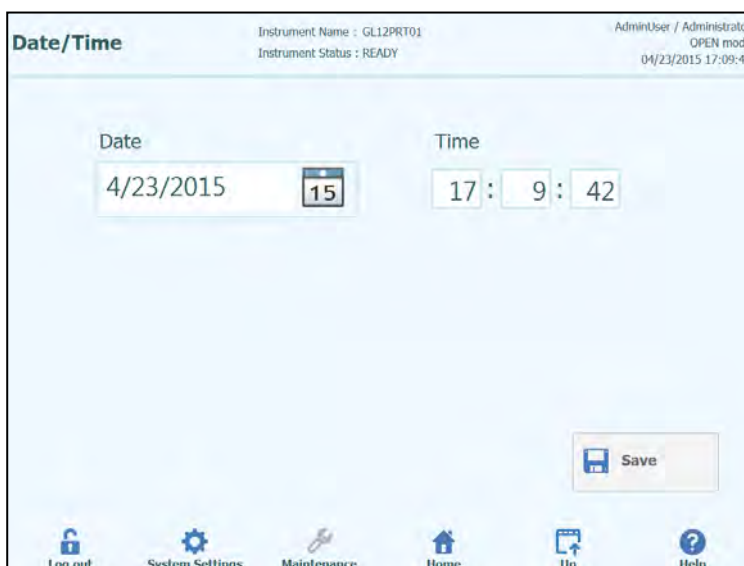 Date/Time
Instrument Name : GL12PRT01
Instrument Status : READY
AdminUser / Administrato
OPEN mod
04/23/2015 17:09:4
Date
Time
4/23/2015
15
17 : 9 : 42
Save
Log out
System Settings
Maintenance
Home
Up
Help